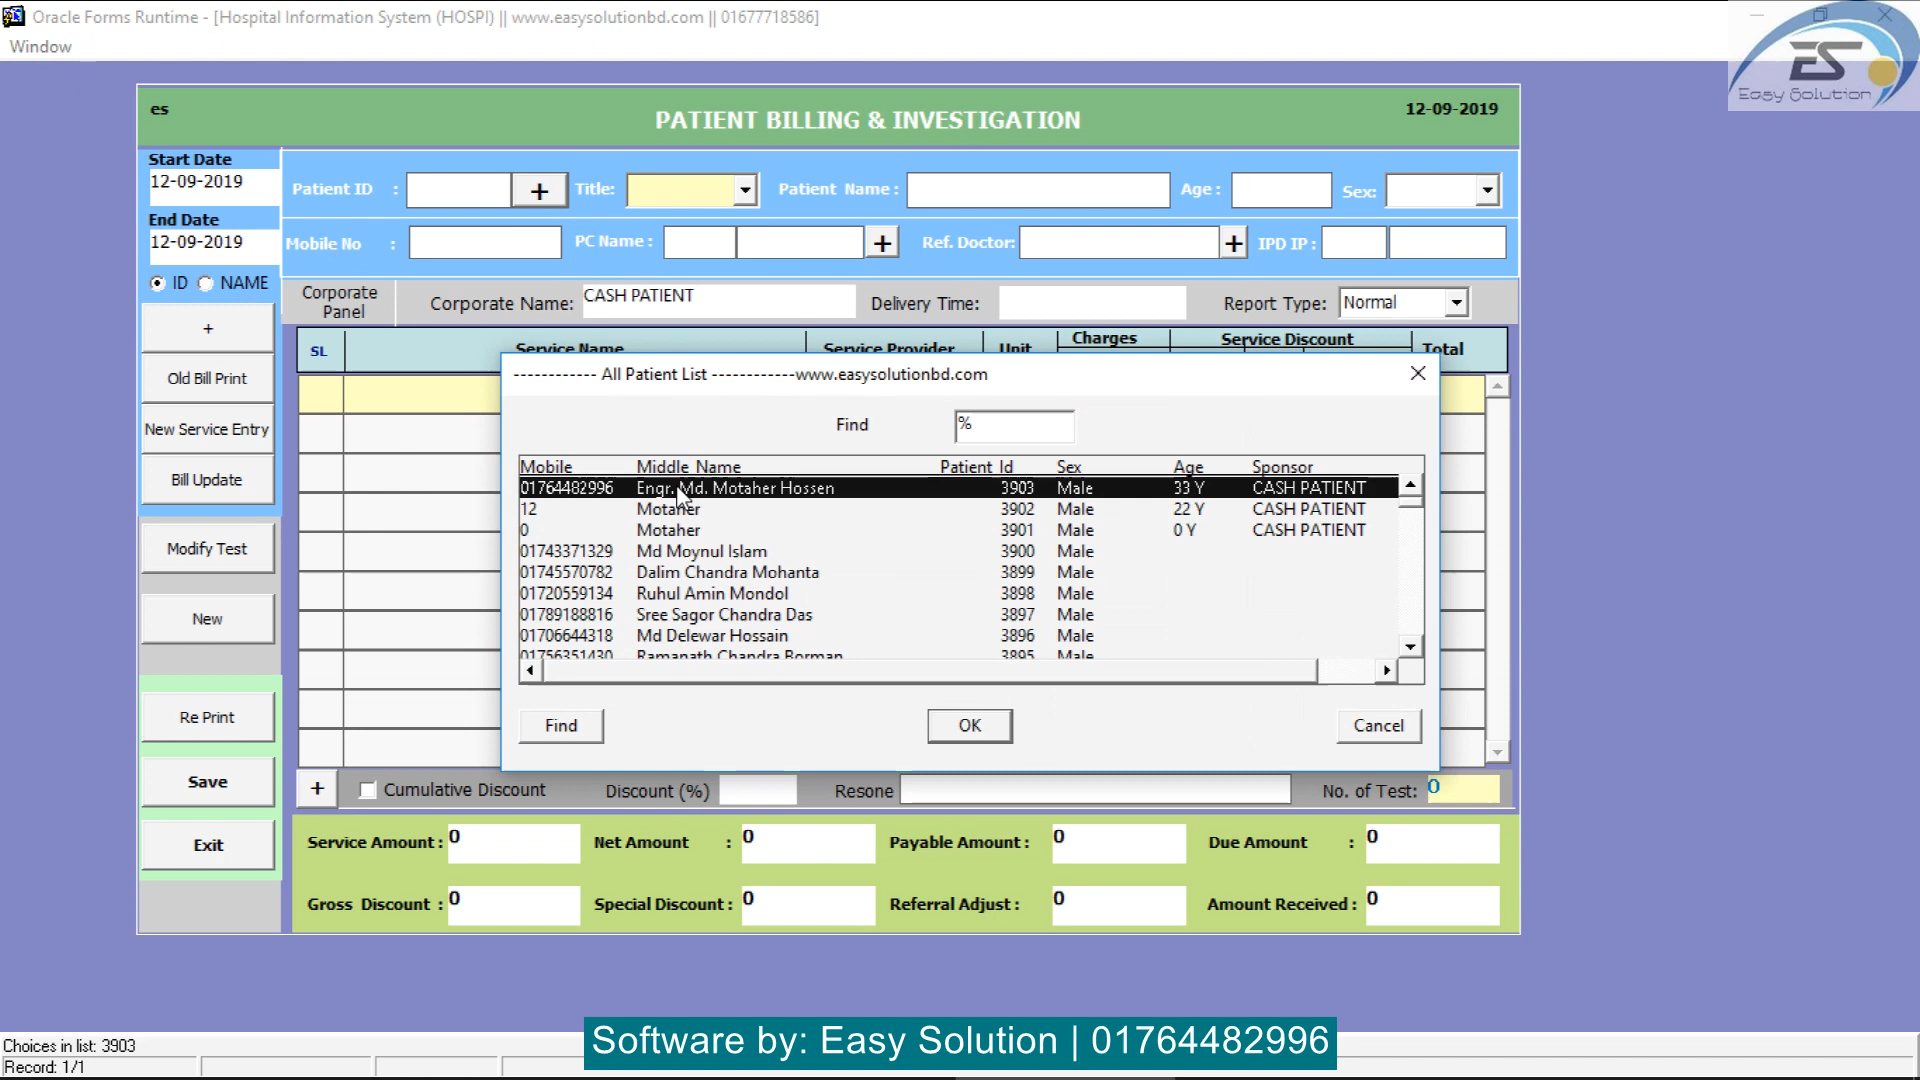 Oracle Forms Runtime - [Hospital Information System (HOSPI) || www.easysolutionbd.com || 01677718586]
Window
ES
Easy Solution
es
PATIENT BILLING & INVESTIGATION
12-09-2019
Start Date
12-09-2019
End Date
12-09-2019
ID NAME
+
Old Bill Print
New Service Entry
Bill Update
Modify Test
New
Re Print
Save
Exit
Patient ID : + Title: Patient Name : Age : Sex:
Mobile No : PC Name : + Ref. Doctor: + IPD IP :
Corporate Panel
Corporate Name: CASH PATIENT Delivery Time: Report Type: Normal
SL Service Name Service Provider Unit Charges Service Discount Total
------------ All Patient List ------------www.easysolutionbd.com
Find %
Mobile Middle Name Patient Id Sex Age Sponsor
01764482996 Engr. Md. Motaher Hossen 3903 Male 33 Y CASH PATIENT
12 Motaher 3902 Male 22 Y CASH PATIENT
0 Motaher 3901 Male 0 Y CASH PATIENT
01743371329 Md Moynul Islam 3900 Male
01745570782 Dalim Chandra Mohanta 3899 Male
01720559134 Ruhul Amin Mondol 3898 Male
01789188816 Sree Sagor Chandra Das 3897 Male
01706644318 Md Delewar Hossain 3896 Male
01756351430 Ramanath Chandra Borman 3895 Male
Find OK Cancel
+ Cumulative Discount Discount (%) Resone No. of Test: 0
Service Amount : 0 Net Amount : 0 Payable Amount : 0 Due Amount : 0
Gross Discount : 0 Special Discount : 0 Referral Adjust : 0 Amount Received : 0
Software by: Easy Solution | 01764482996
Choices in list: 3903
Record: 1/1